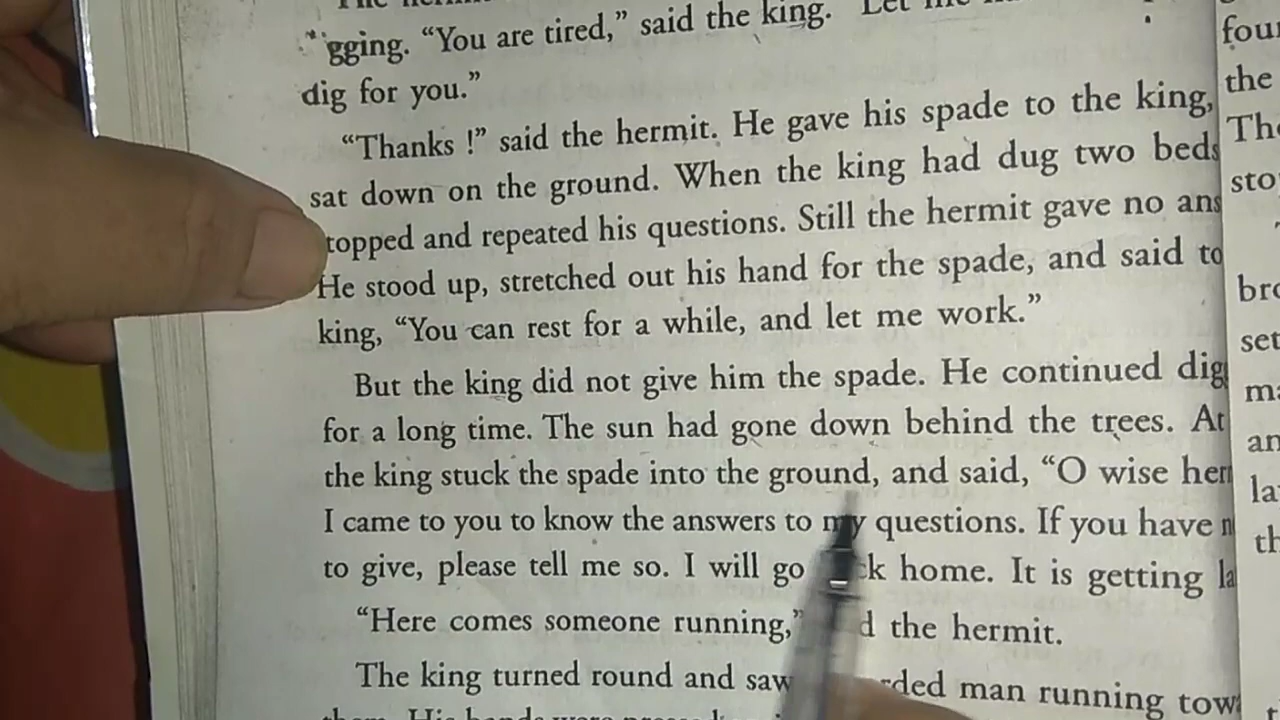 "You are tired," said the king. Let
dig for you."
"Thanks !" said the hermit. He gave his spade to the king,
sat down on the ground. When the king had dug two beds
topped and repeated his questions. Still the hermit gave no ans
He stood up, stretched out his hand for the spade, and said to
king, "You can rest for a while, and let me work."
But the king did not give him the spade. He continued dig
for a long time. The sun had gone down behind the trees. At
the king stuck the spade into the ground, and said, "O wise her
I came to you to know the answers to my questions. If you have
to give, please tell me so. I will go home. It is getting
"Here comes someone running," the hermit.
The king turned round and saw man running tow
the
sto
set